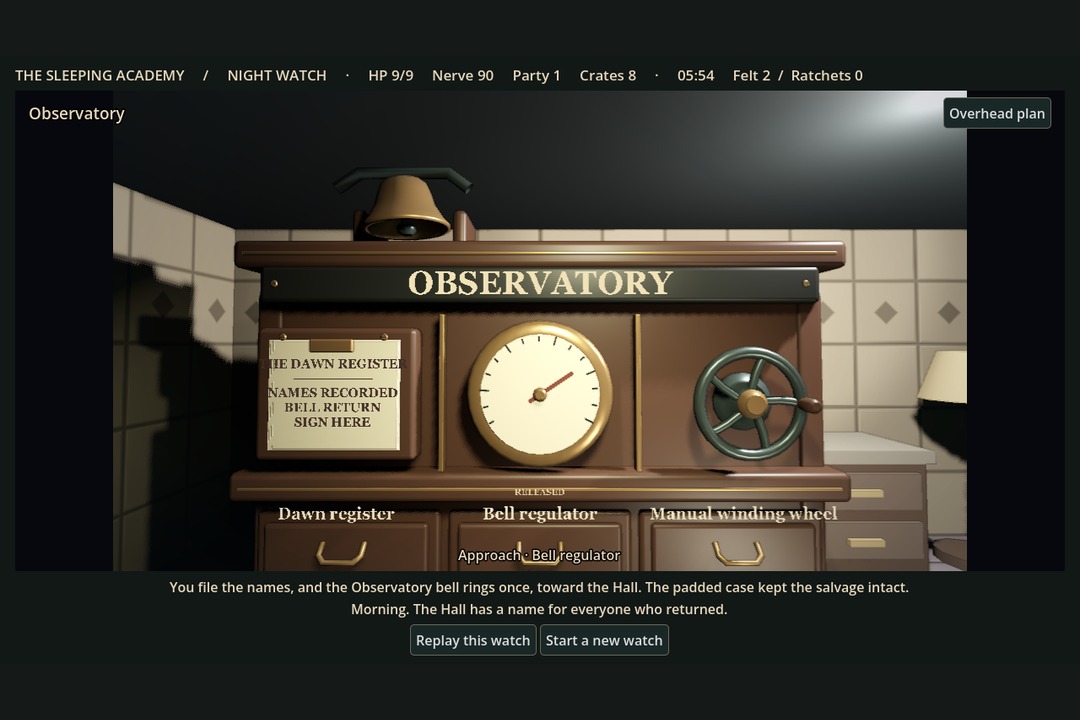 THE SLEEPING ACADEMY / NIGHT WATCH · HP 9/9 Nerve 90 Party 1 Crates 8 · 05:54 Felt 2 / Ratchets 0
Observatory
Overhead plan
OBSERVATORY
HE DAWN REGISTER
NAMES RECORDED
BELL RETURN
SIGN HERE
RELEASED
Dawn register
Bell regulator
Manual winding wheel
Approach · Bell regulator
You file the names, and the Observatory bell rings once, toward the Hall. The padded case kept the salvage intact.
Morning. The Hall has a name for everyone who returned.
Replay this watch
Start a new watch